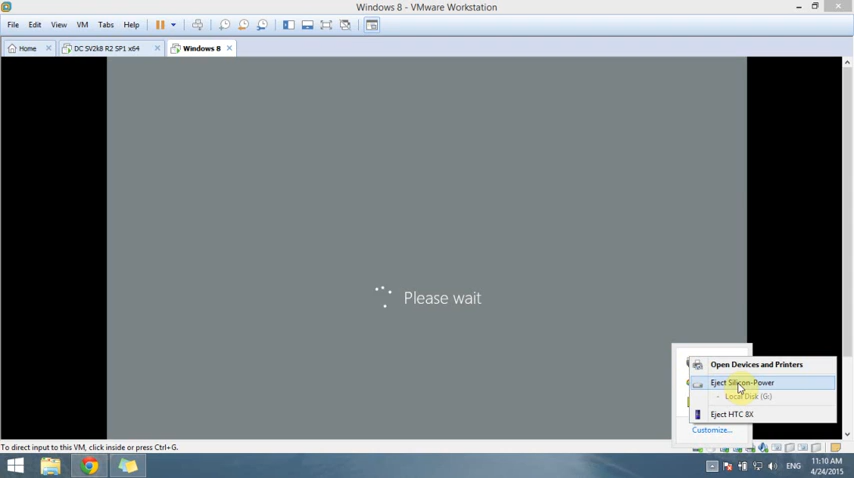 Windows 8 - VMware Workstation
File Edit View VM Tabs Help
Home DC SV2k8 R2 SP1 x64 Windows 8
Please wait
Open Devices and Printers
Eject Silicon-Power
- Local Disk (G:)
Eject HTC 8X
Customize...
To direct input to this VM, click inside or press Ctrl+G.
ENG 11:10 AM
4/24/2015